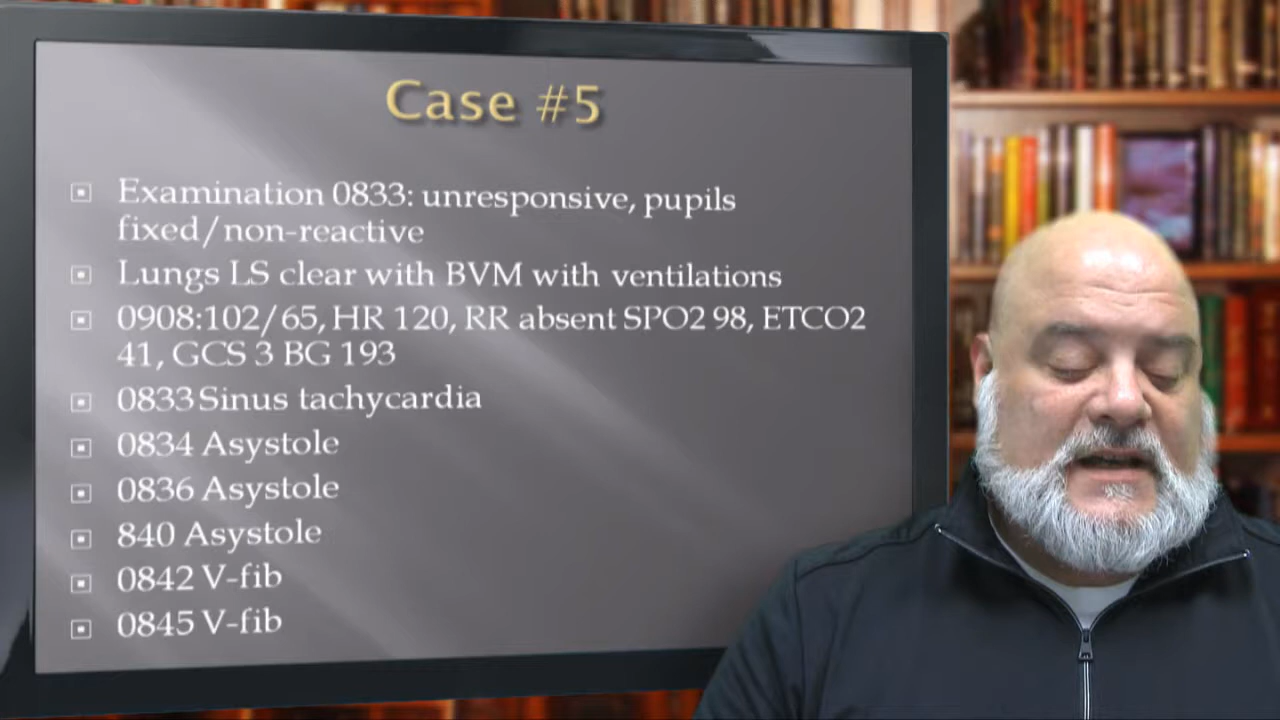 Case #5
Examination 0833: unresponsive, pupils
fixed/non-reactive
Lungs LS clear with BVM with ventilations
0908:102/65, HR 120, RR absent SPO2 98, ETCO2
41, GCS 3 BG 193
0833 Sinus tachycardia
0834 Asystole
0836 Asystole
840 Asystole
0842 V-fib
0845 V-fib